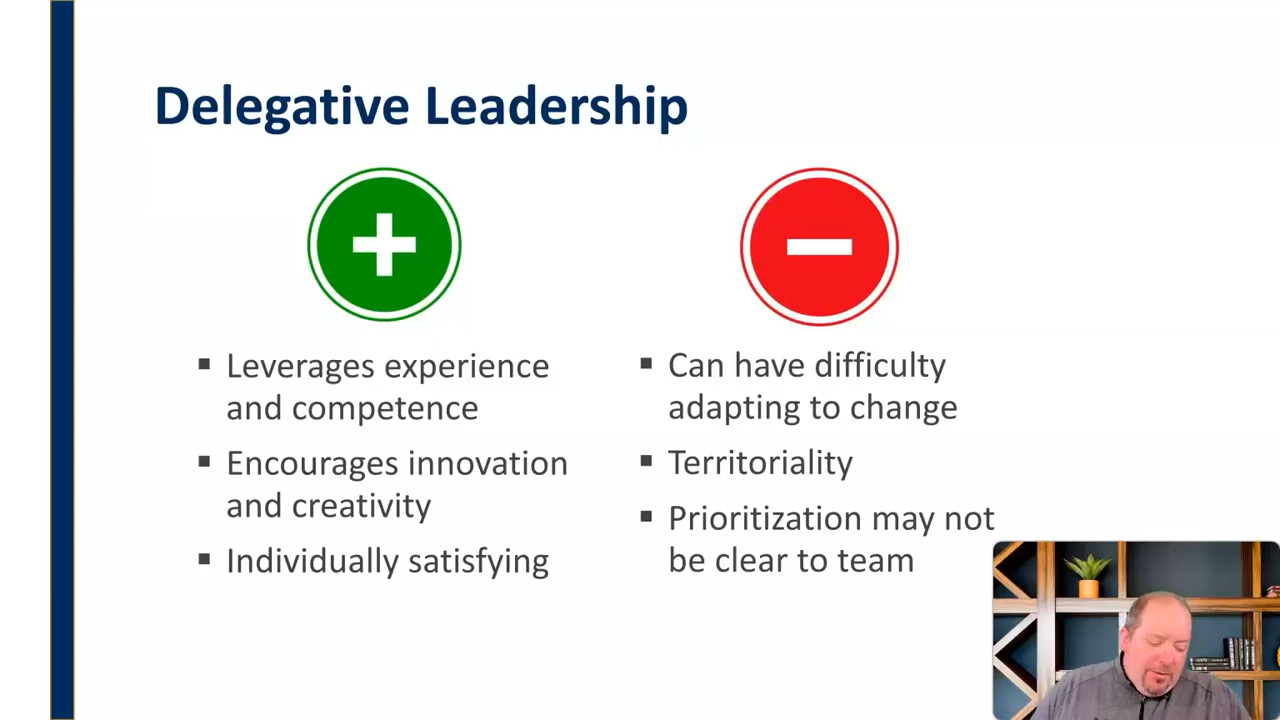 Delegative Leadership
Leverages experience
and competence
Encourages innovation
and creativity
Individually satisfying
Can have difficulty
adapting to change
Territoriality
Prioritization may not
be clear to team